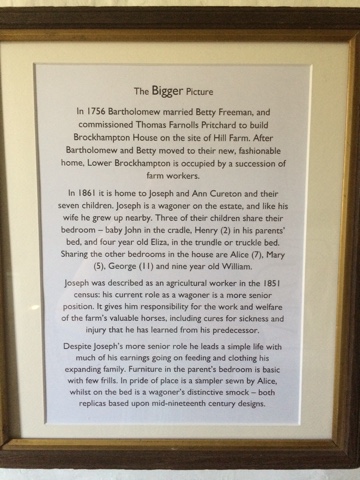 The Bigger Picture
In 1756 Bartholomew married Betty Freeman, and
commissioned Thomas Farnolls Pritchard to build
Brockhampton House on the site of Hill Farm. After
Bartholomew and Betty moved to their new, fashionable
home, Lower Brockhampton is occupied by a succession of
farm workers.
In 1861 it is home to Joseph and Ann Cureton and their
seven children. Joseph is a wagoner on the estate, and like his
wife he grew up nearby. Three of their children share their
bedroom – baby John in the cradle, Henry (2) in his parents'
bed, and four year old Eliza, in the trundle or truckle bed.
Sharing the other bedrooms in the house are Alice (7), Mary
(5), George (11) and nine year old William.
Joseph was described as an agricultural worker in the 1851
census: his current role as a wagoner is a more senior
position. It gives him responsibility for the work and welfare
of the farm's valuable horses, including cures for sickness and
injury that he has learned from his predecessor.
Despite Joseph's more senior role he leads a simple life with
much of his earnings going on feeding and clothing his
expanding family. Furniture in the parent's bedroom is basic
with few frills. In pride of place is a sampler sewn by Alice,
whilst on the bed is a wagoner's distinctive smock – both
replicas based upon mid-nineteenth century designs.